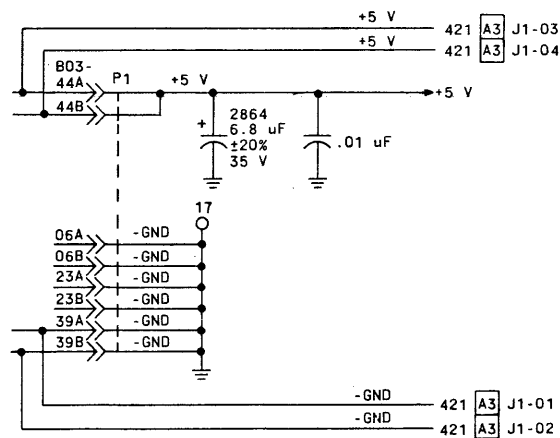 +5 V 421 A3 J1-03
+5 V 421 A3 J1-04
B03- P1
44A +5 V +5 V
44B
+ 2864
6.8 uF
±20%
35 V
.01 uF
17
06A -GND
06B -GND
23A -GND
23B -GND
39A -GND
39B -GND
-GND 421 A3 J1-01
-GND 421 A3 J1-02